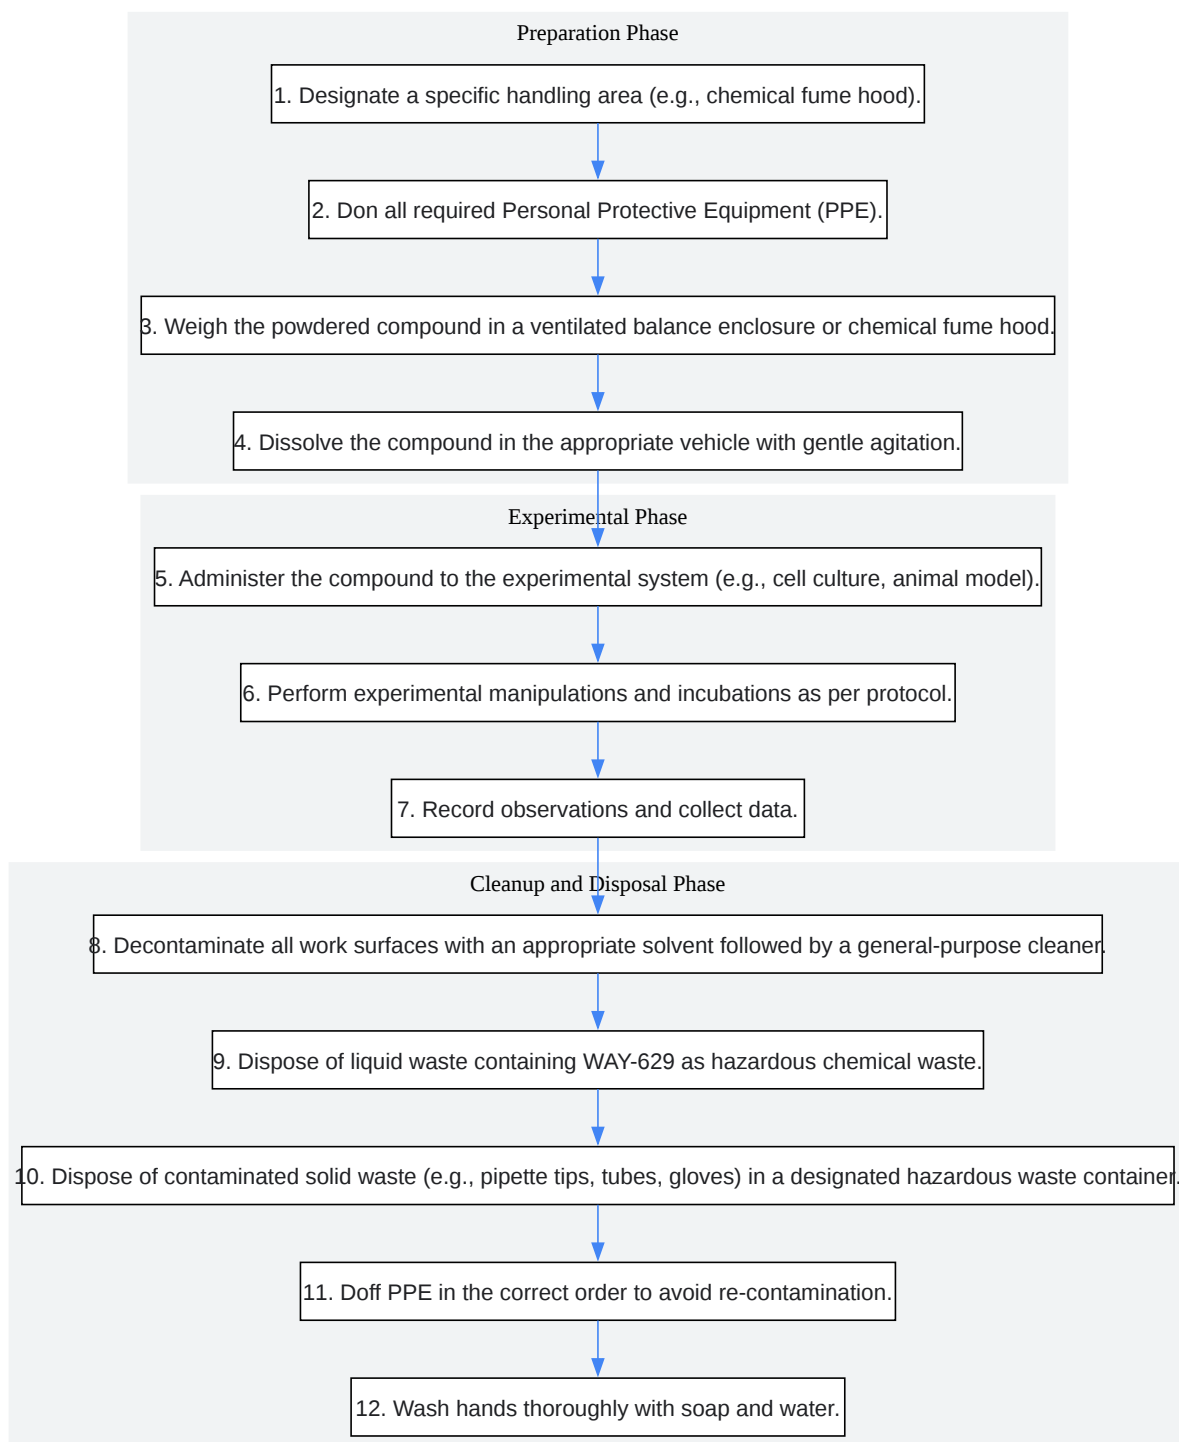 Preparation Phase
1. Designate a specific handling area (e.g., chemical fume hood).
2. Don all required Personal Protective Equipment (PPE).
3. Weigh the powdered compound in a ventilated balance enclosure or chemical fume hood.
4. Dissolve the compound in the appropriate vehicle with gentle agitation.
Experimental Phase
5. Administer the compound to the experimental system (e.g., cell culture, animal model).
6. Perform experimental manipulations and incubations as per protocol.
7. Record observations and collect data.
Cleanup and Disposal Phase
8. Decontaminate all work surfaces with an appropriate solvent followed by a general-purpose cleaner.
9. Dispose of liquid waste containing WAY-629 as hazardous chemical waste.
10. Dispose of contaminated solid waste (e.g., pipette tips, tubes, gloves) in a designated hazardous waste container.
11. Doff PPE in the correct order to avoid re-contamination.
12. Wash hands thoroughly with soap and water.